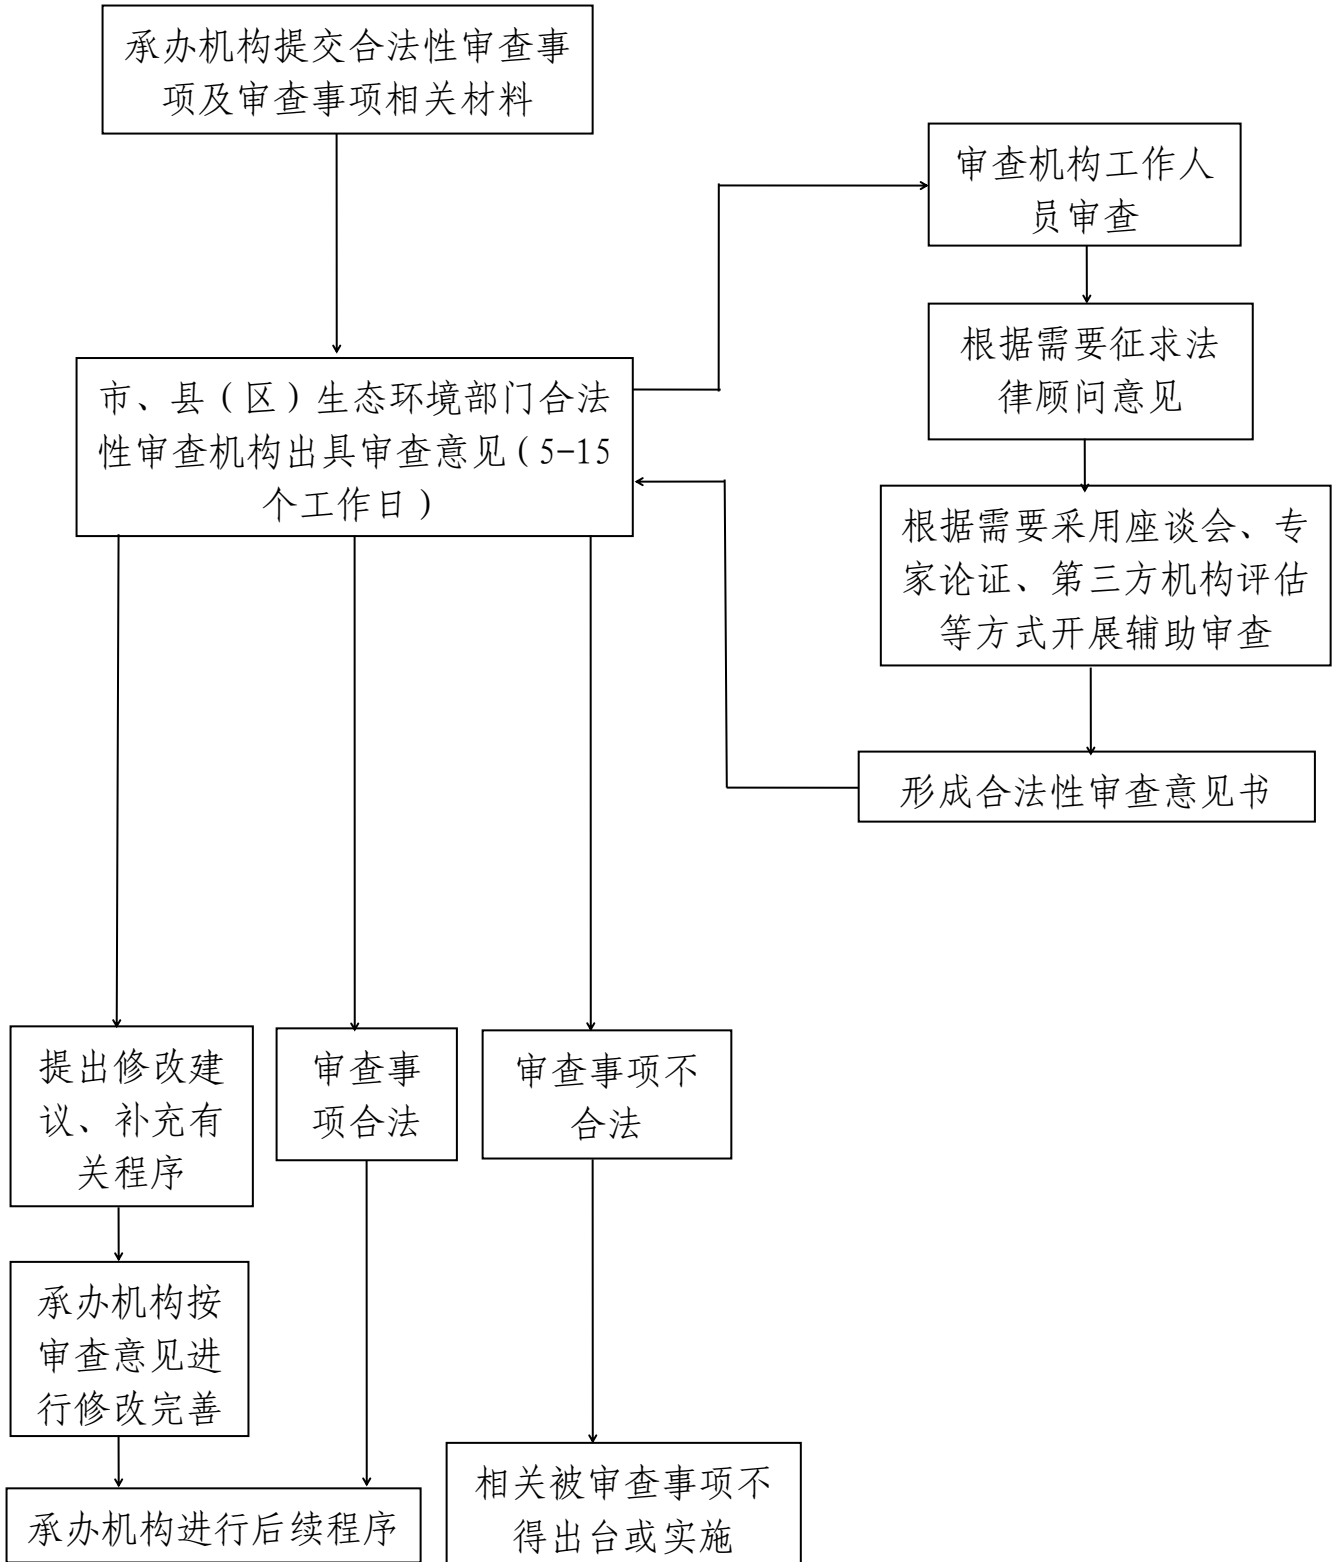 承办机构提交合法性审查事
项及审查事项相关材料
审查机构工作人
员审查
根据需要征求法
律顾问意见
市、县（区）生态环境部门合法
性审查机构出具审查意见（5-15
个工作日）
根据需要采用座谈会、专
家论证、第三方机构评估
等方式开展辅助审查
形成合法性审查意见书
提出修改建
议、补充有
关程序
审查事
项合法
审查事项不
合法
承办机构按
审查意见进
行修改完善
承办机构进行后续程序
相关被审查事项不
得出台或实施